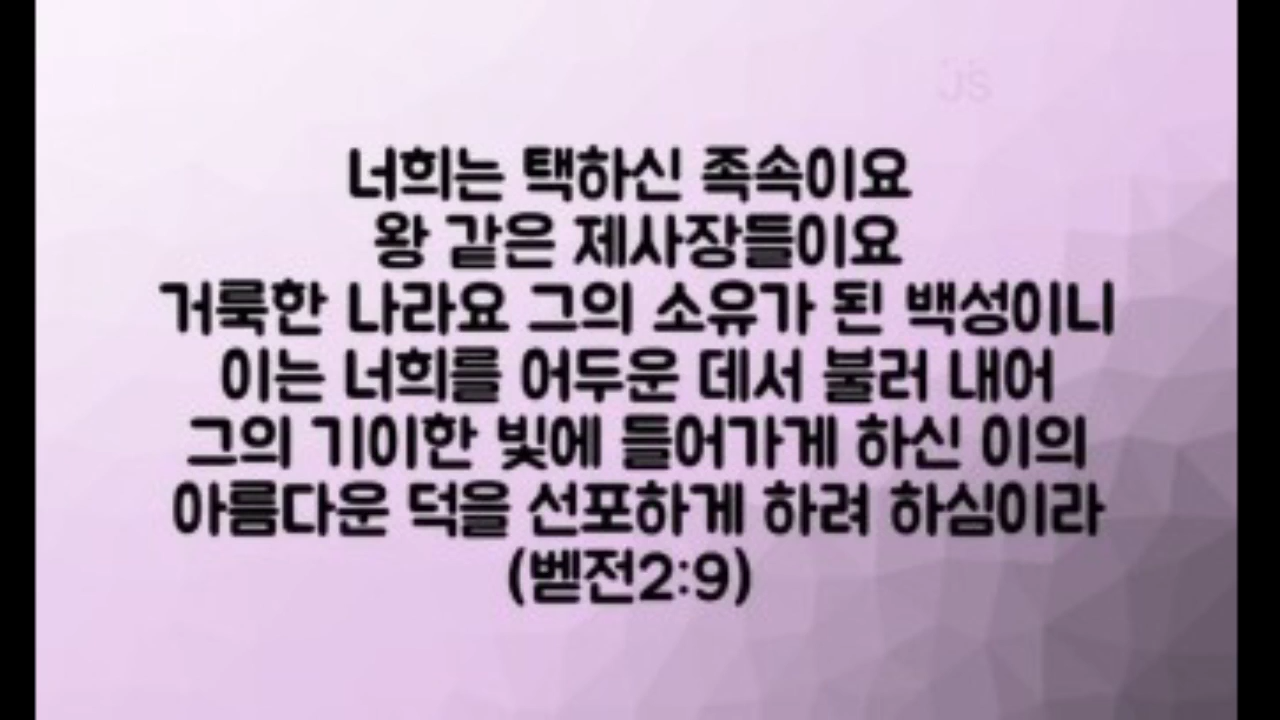 JS
너희는 택하신 족속이요
왕 같은 제사장들이요
거룩한 나라요 그의 소유가 된 백성이니
이는 너희를 어두운 데서 불러 내어
그의 기이한 빛에 들어가게 하신 이의
아름다운 덕을 선포하게 하려 하심이라
(벧전2:9)